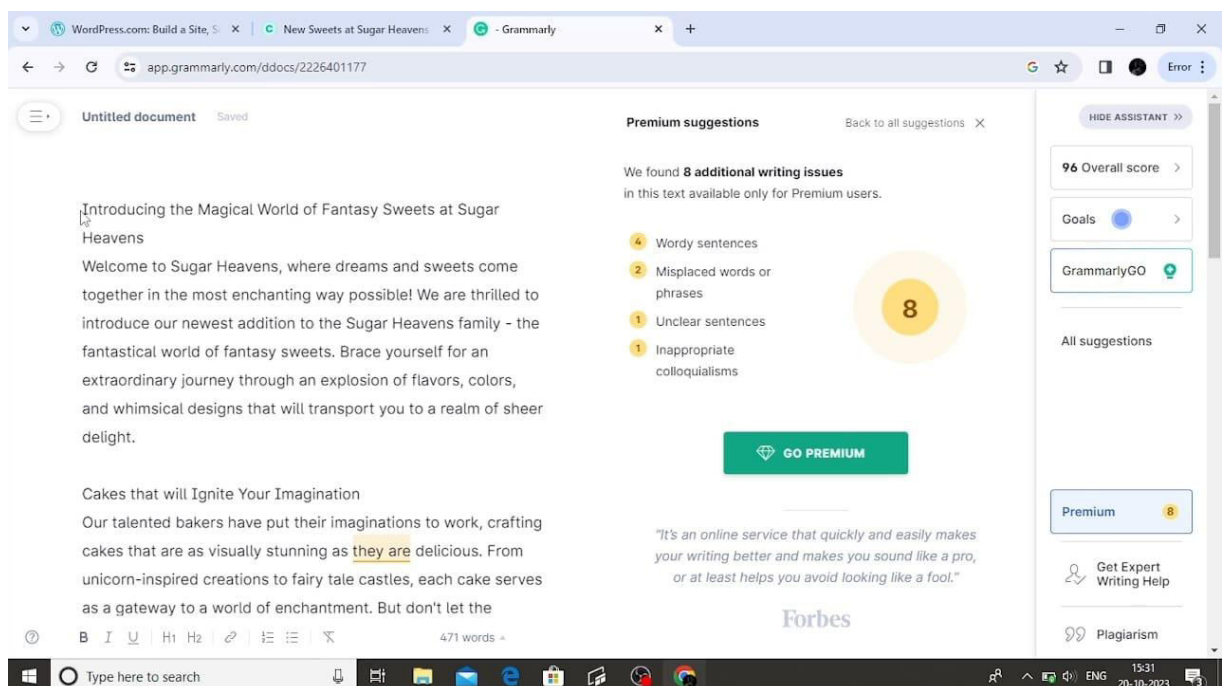 WordPress.com: Build a Site, S
New Sweets at Sugar Heavens
- Grammarly
app.grammarly.com/ddocs/2226401177
Error
Untitled document Saved
Introducing the Magical World of Fantasy Sweets at Sugar
Heavens
Welcome to Sugar Heavens, where dreams and sweets come
together in the most enchanting way possible! We are thrilled to
introduce our newest addition to the Sugar Heavens family - the
fantastical world of fantasy sweets. Brace yourself for an
extraordinary journey through an explosion of flavors, colors,
and whimsical designs that will transport you to a realm of sheer
delight.
Cakes that will Ignite Your Imagination
Our talented bakers have put their imaginations to work, crafting
cakes that are as visually stunning as they are delicious. From
unicorn-inspired creations to fairy tale castles, each cake serves
as a gateway to a world of enchantment. But don't let the
B I U H1 H2 471 words
Premium suggestions Back to all suggestions
We found 8 additional writing issues
in this text available only for Premium users.
4 Wordy sentences
2 Misplaced words or
phrases
1 Unclear sentences
1 Inappropriate
colloquialisms
8
GO PREMIUM
"It's an online service that quickly and easily makes
your writing better and makes you sound like a pro,
or at least helps you avoid looking like a fool."
Forbes
HIDE ASSISTANT
96 Overall score
Goals
GrammarlyGO
All suggestions
Premium 8
Get Expert
Writing Help
Plagiarism
Type here to search
ENG
15:31
20-10-2023
3